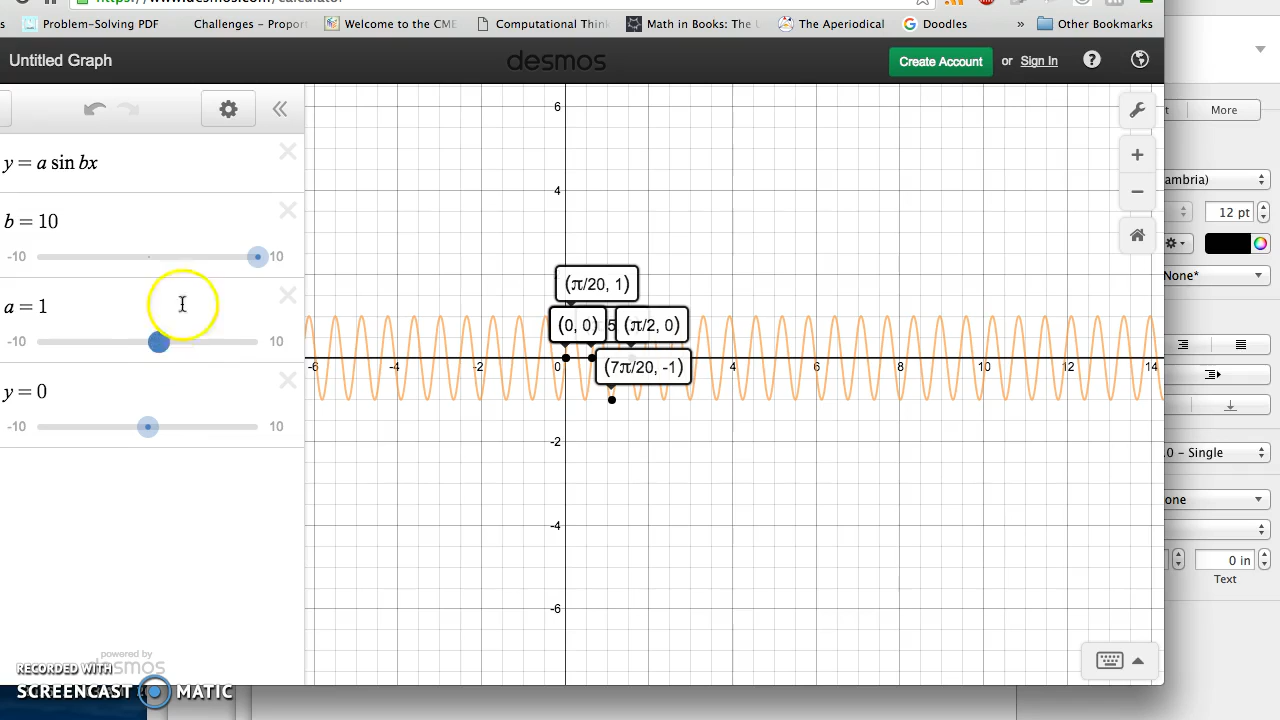 Problem-Solving PDF
Challenges – Propor
Welcome to the CME
Computational Think
Math in Books: The
The Aperiodical
Doodles
»
Other Bookmarks
Untitled Graph
desmos
Create Account
or
Sign In
More
y = a sin bx
b = 10
-10
10
a = 1
-10
10
y = 0
-10
10
6
4
-2
-4
-6
-6
-4
-2
0
4
6
8
10
12
14
(π/20, 1)
(0, 0)
5
(π/2, 0)
(7π/20, -1)
ambria)
12 pt
None*
.0 – Single
one
0 in
Text
powered by
desmos
RECORDED WITH
SCREENCAST MATIC